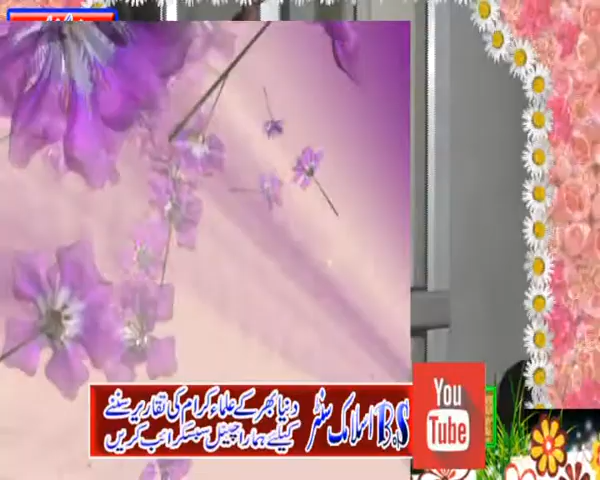 دنیا بھر کے علماء کرام کی تقاریر سننے
کیلئے ہمارا چینل سبسکرائب کریں
B.S اسلامک سنٹر
You
Tube